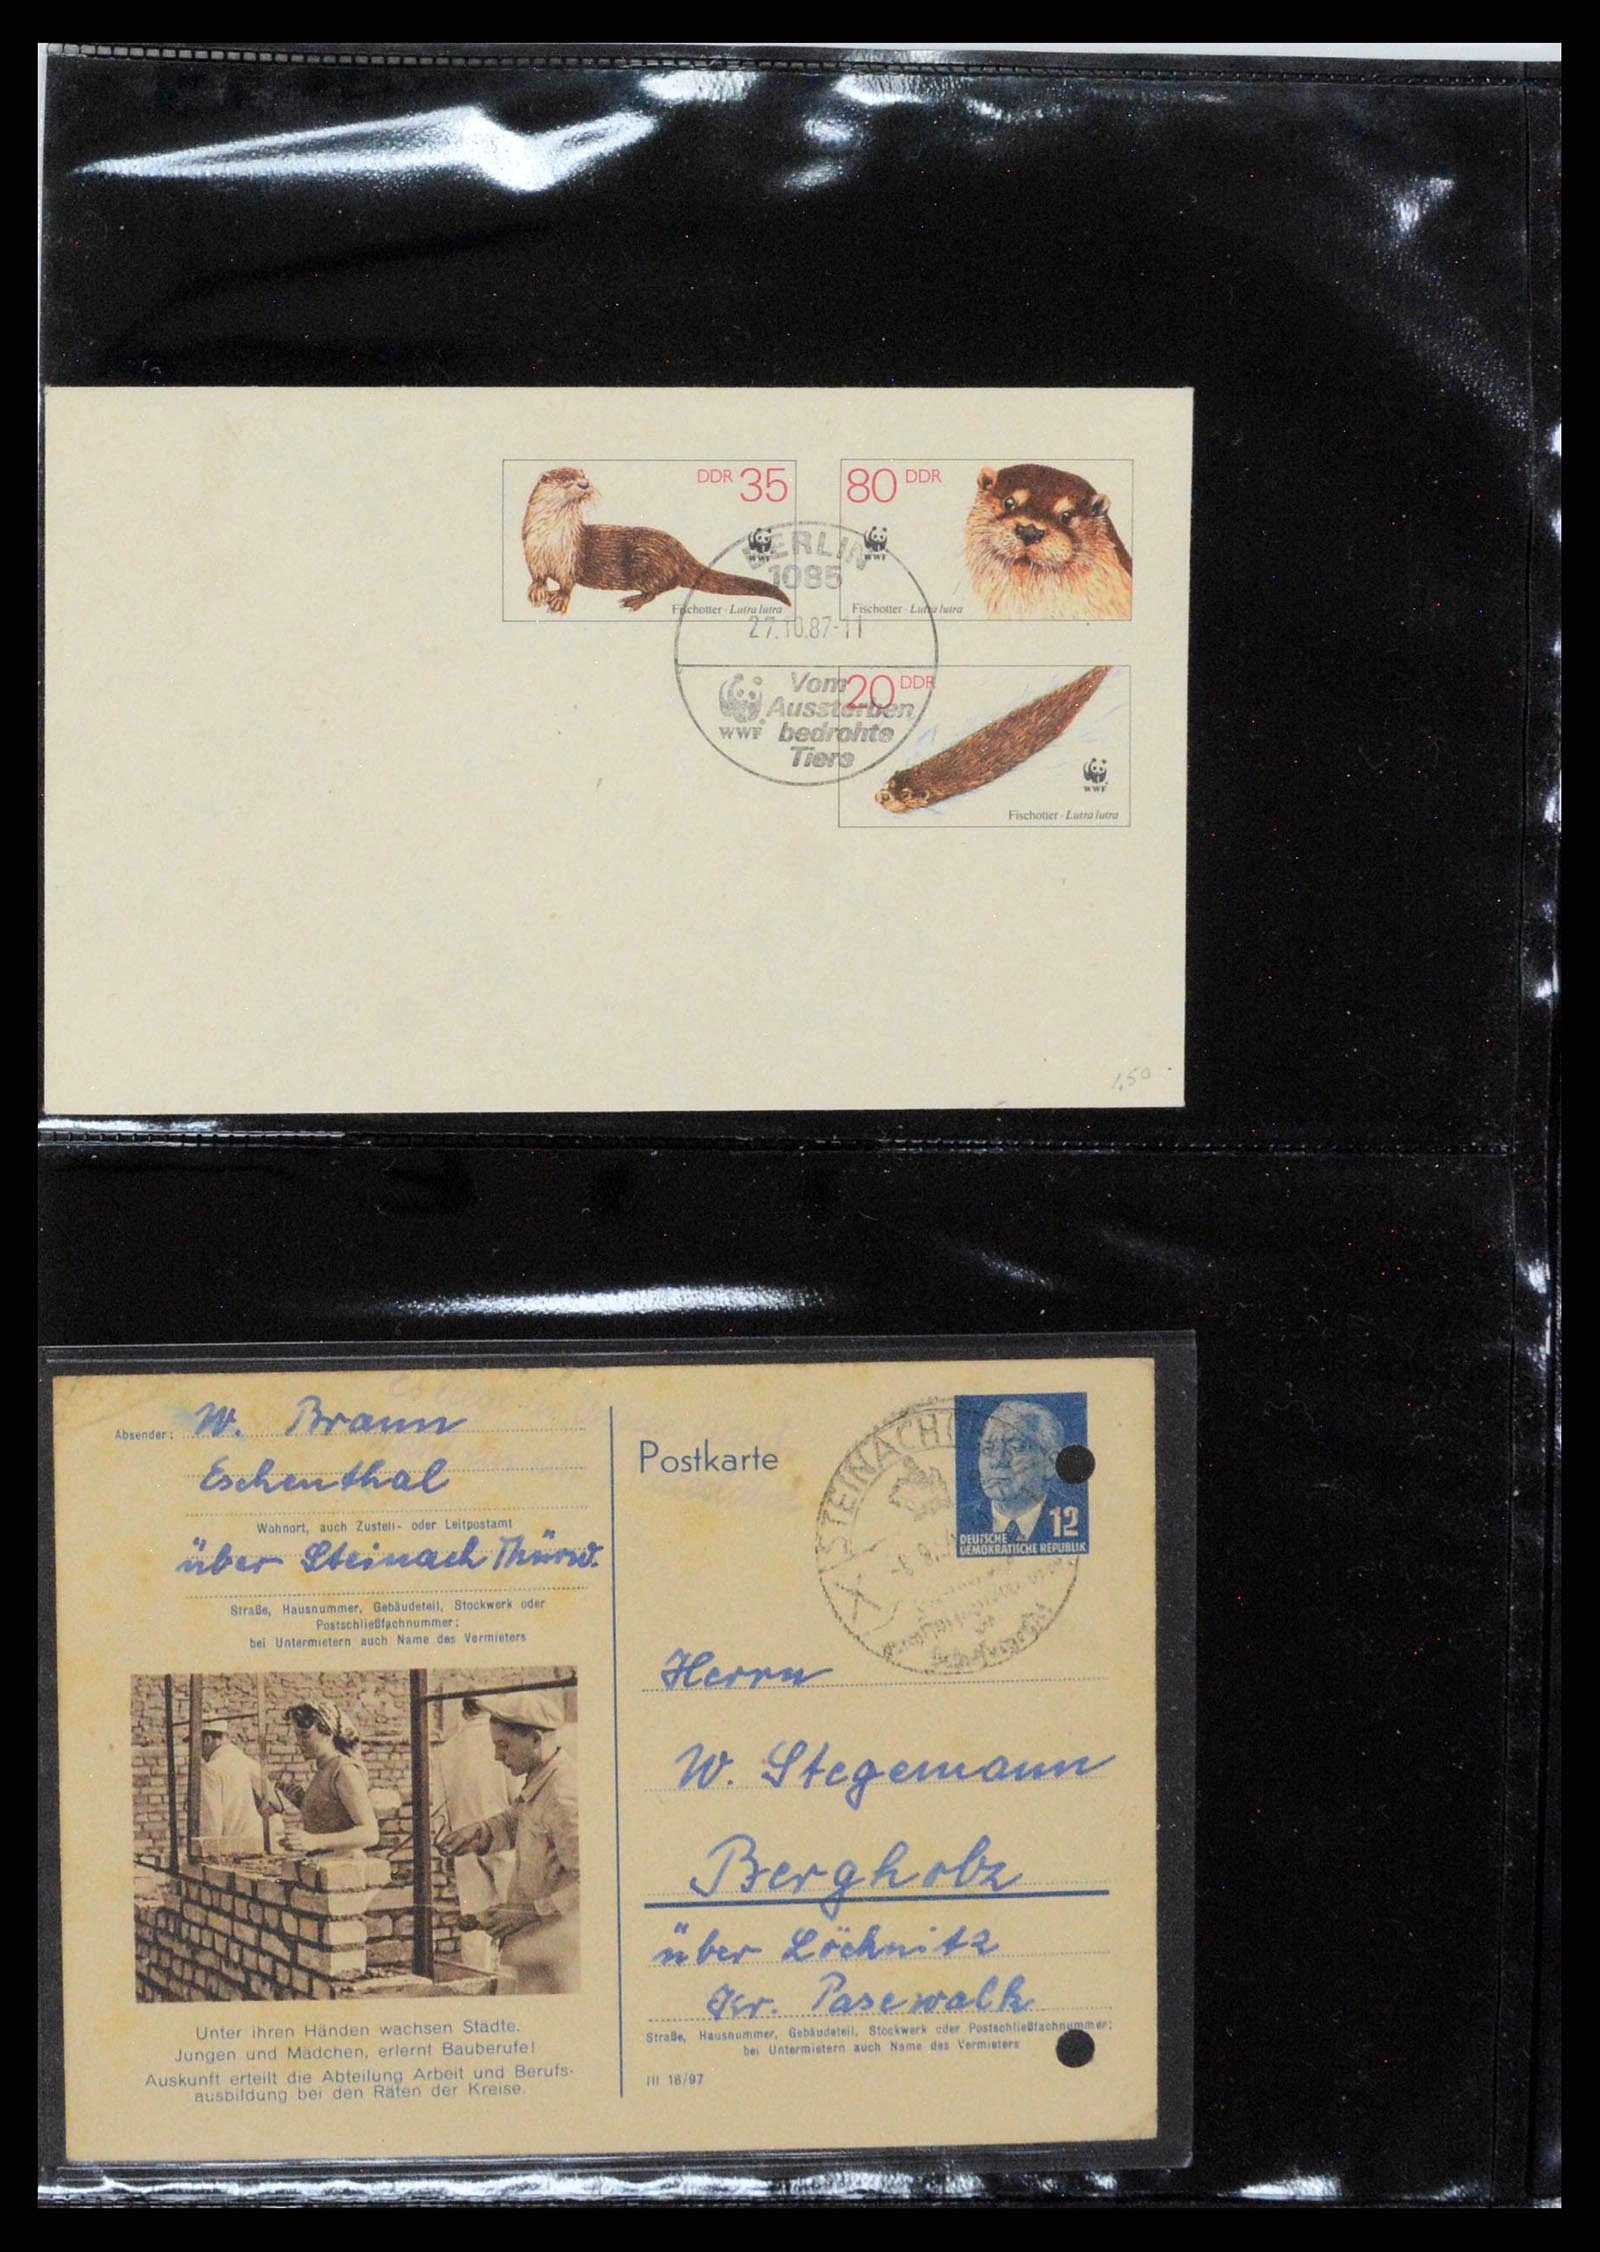 DDR 35
WWF
Fischotter · Lutra lutra
80 DDR
WWF
Fischotter · Lutra lutra
BERLIN
1085
27.10.87-11
WWF
Vom
Aussterben
bedrohte
Tiere
20 DDR
WWF
Fischotter · Lutra lutra
1,50
Absender: W. Braun
Eschenthal
Wohnort, auch Zustell- oder Leitpostamt
über Steinach Thürw.
Straße, Hausnummer, Gebäudeteil, Stockwerk oder
Postschließfachnummer;
bei Untermietern auch Name des Vermieters
Unter ihren Händen wachsen Städte.
Jungen und Mädchen, erlernt Bauberufe!
Auskunft erteilt die Abteilung Arbeit und Berufs-
ausbildung bei den Räten der Kreise.
Postkarte
STEINACH
12
DEUTSCHE
DEMOKRATISCHE REPUBLIK
Herrn
W. Stegemann
Bergholz
über Löcknitz
Kr. Pasewalk
Straße, Hausnummer, Gebäudeteil, Stockwerk oder Postschließfachnummer;
bei Untermietern auch Name des Vermieters
III 18/97